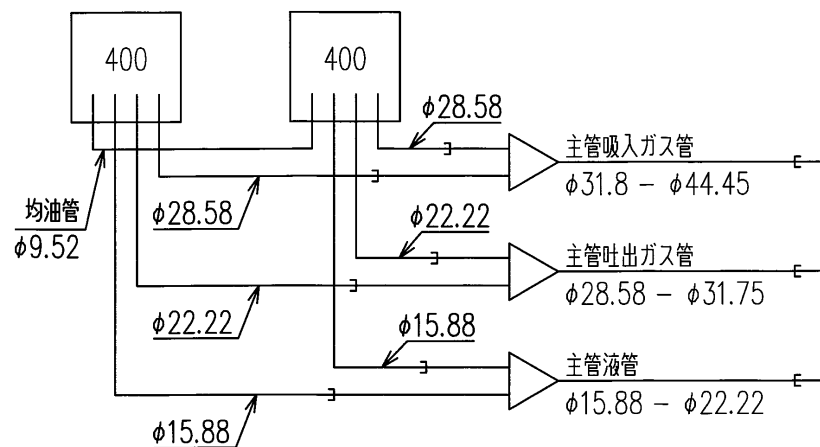 400
400
φ28.58
主管吸入ガス管
φ31.8 − φ44.45
均油管
φ9.52
φ28.58
φ22.22
主管吐出ガス管
φ28.58 − φ31.75
φ22.22
φ15.88
主管液管
φ15.88 − φ22.22
φ15.88